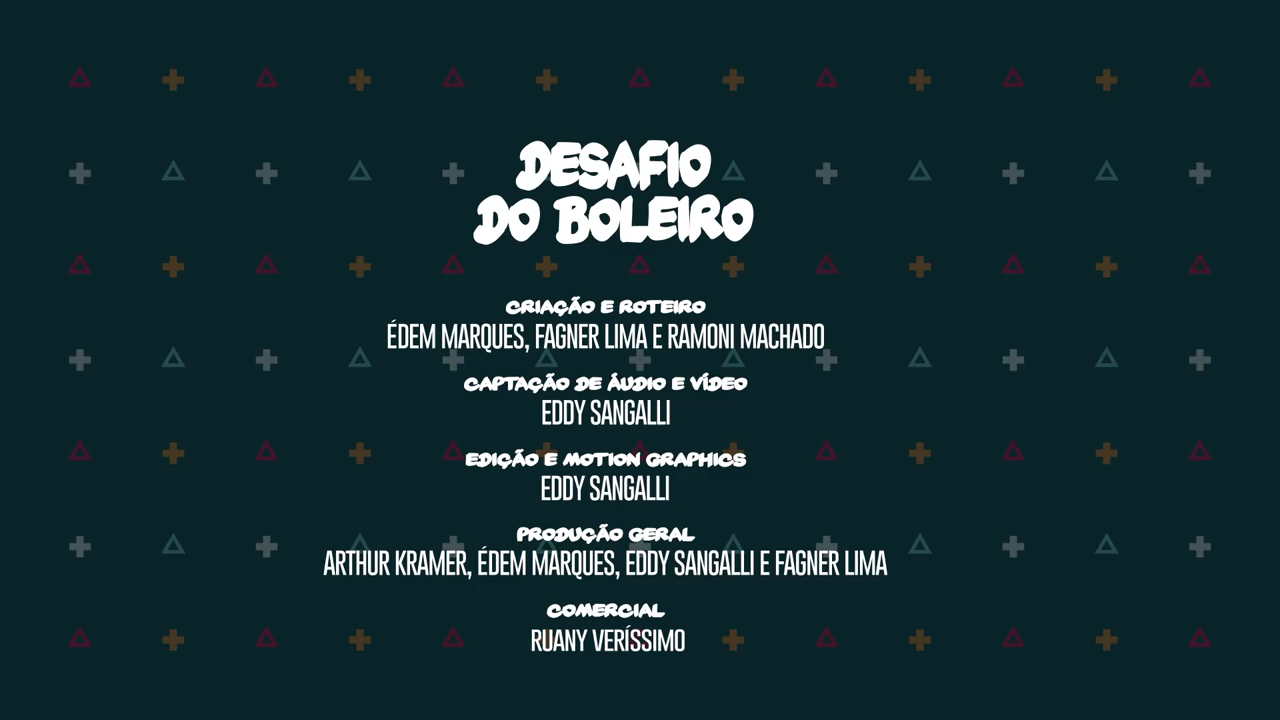 DESAFIO
DO BOLEIRO
CRIAÇÃO E ROTEIRO
ÉDEM MARQUES, FAGNER LIMA E RAMONI MACHADO
CAPTAÇÃO DE ÁUDIO E VÍDEO
EDDY SANGALLI
EDIÇÃO E MOTION GRAPHICS
EDDY SANGALLI
PRODUÇÃO GERAL
ARTHUR KRAMER, ÉDEM MARQUES, EDDY SANGALLI E FAGNER LIMA
COMERCIAL
RUANY VERÍSSIMO